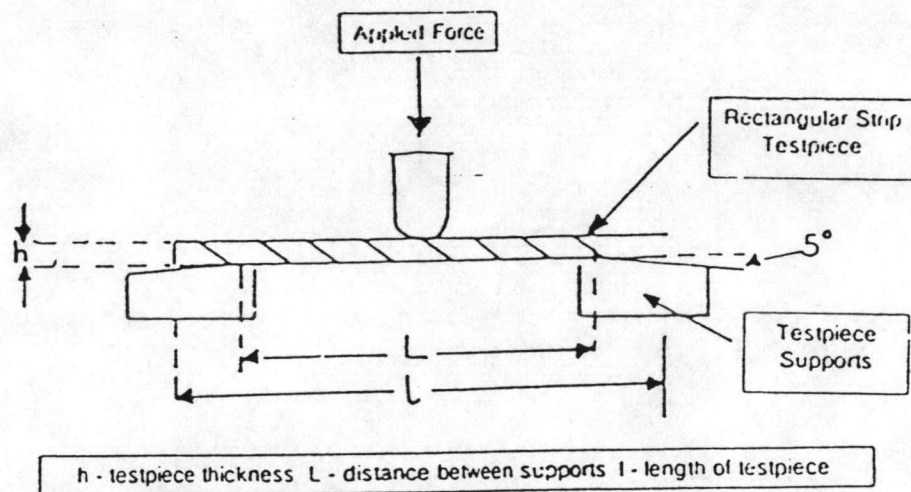 Applied Force
Rectangular Strip
Testpiece
h
5°
L
l
Testpiece
Supports
h - testpiece thickness L - distance between supports l - length of testpiece